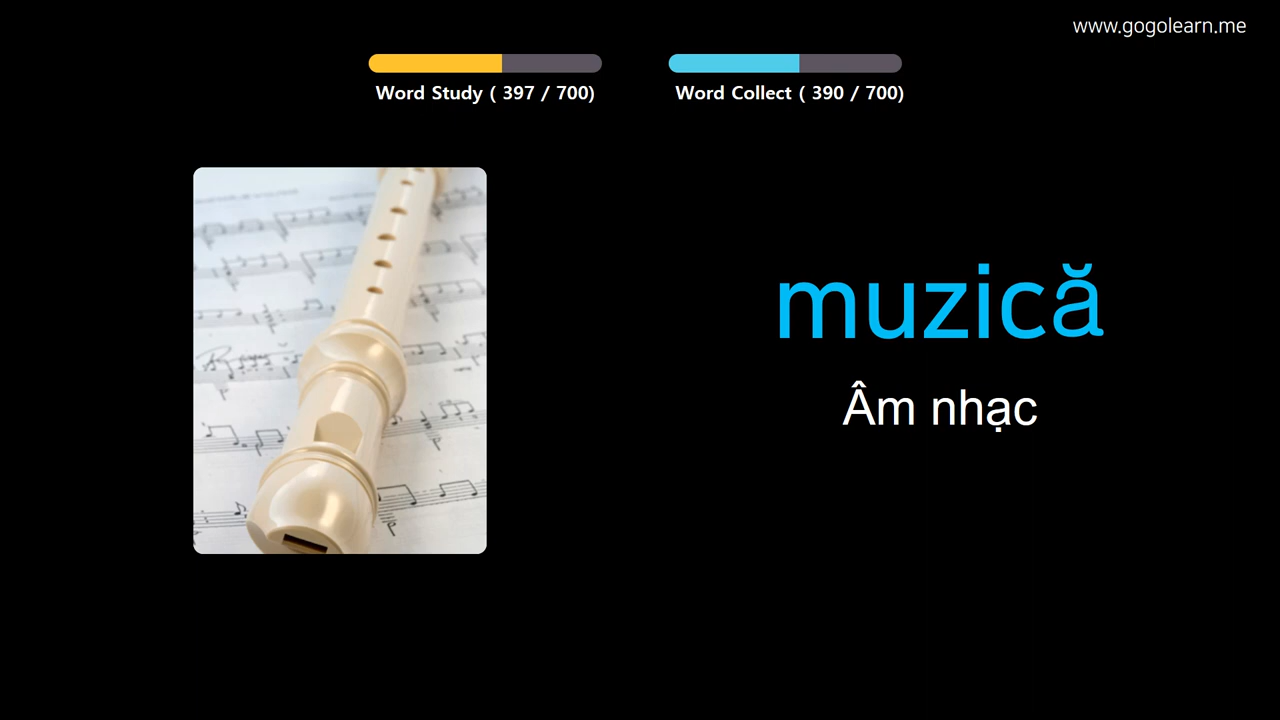 www.gogolearn.me
Word Study ( 397 / 700)
Word Collect ( 390 / 700)
muzică
Âm nhạc